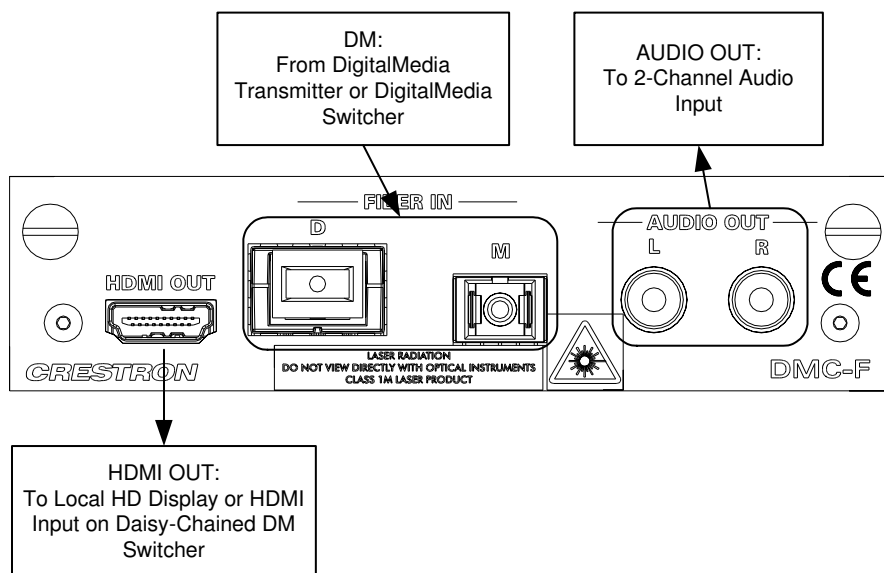 DM:
From DigitalMedia
Transmitter or DigitalMedia
Switcher
AUDIO OUT:
To 2-Channel Audio
Input
FIBER IN
D
M
AUDIO OUT
L
R
HDMI OUT
CE
CRESTRON
LASER RADIATION
DO NOT VIEW DIRECTLY WITH OPTICAL INSTRUMENTS
CLASS 1M LASER PRODUCT
DMC-F
HDMI OUT:
To Local HD Display or HDMI
Input on Daisy-Chained DM
Switcher